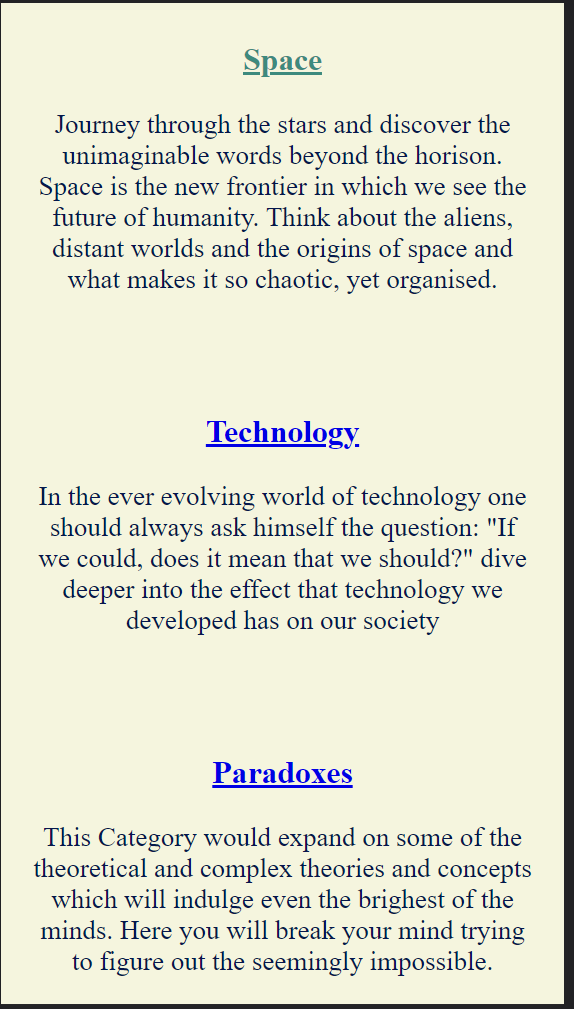 Space
Journey through the stars and discover the
unimaginable words beyond the horison.
Space is the new frontier in which we see the
future of humanity. Think about the aliens,
distant worlds and the origins of space and
what makes it so chaotic, yet organised.
Technology
In the ever evolving world of technology one
should always ask himself the question: "If
we could, does it mean that we should?" dive
deeper into the effect that technology we
developed has on our society
Paradoxes
This Category would expand on some of the
theoretical and complex theories and concepts
which will indulge even the brighest of the
minds. Here you will break your mind trying
to figure out the seemingly impossible.